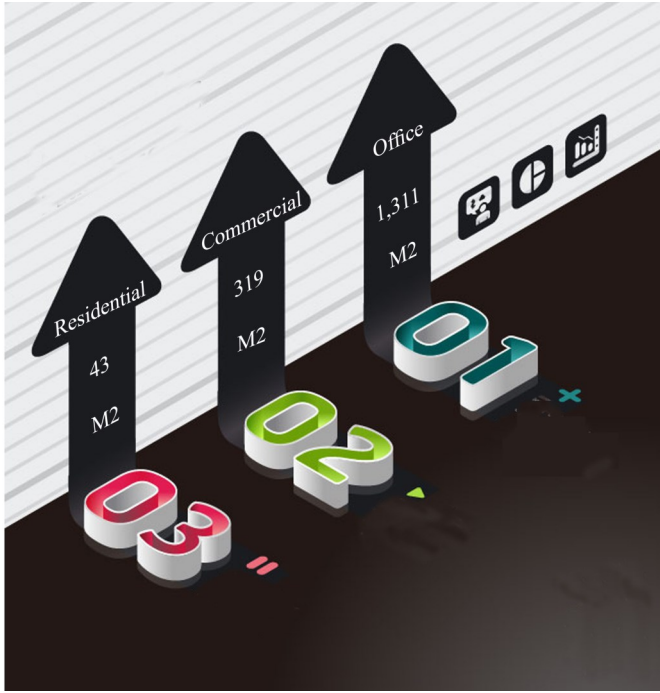 Office
1,311
M2
01
Commercial
319
M2
02
Residential
43
M2
03